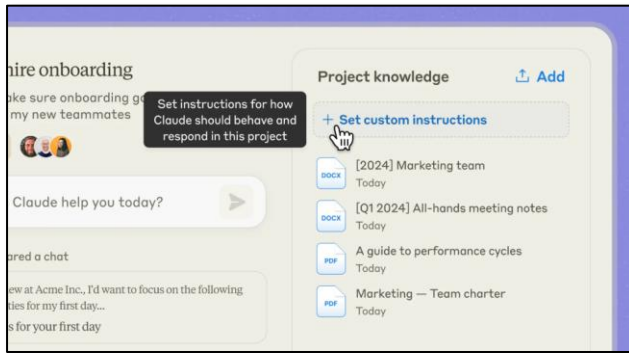 hire onboarding
ake sure onboarding go
my new teammates
Set instructions for how
Claude should behave and
respond in this project
Claude help you today?
ared a chat
ew at Acme Inc., I'd want to focus on the following
ties for my first day...
s for your first day
Project knowledge
Add
+ Set custom instructions
DOCX
[2024] Marketing team
Today
DOCX
[Q1 2024] All-hands meeting notes
Today
PDF
A guide to performance cycles
Today
PDF
Marketing — Team charter
Today